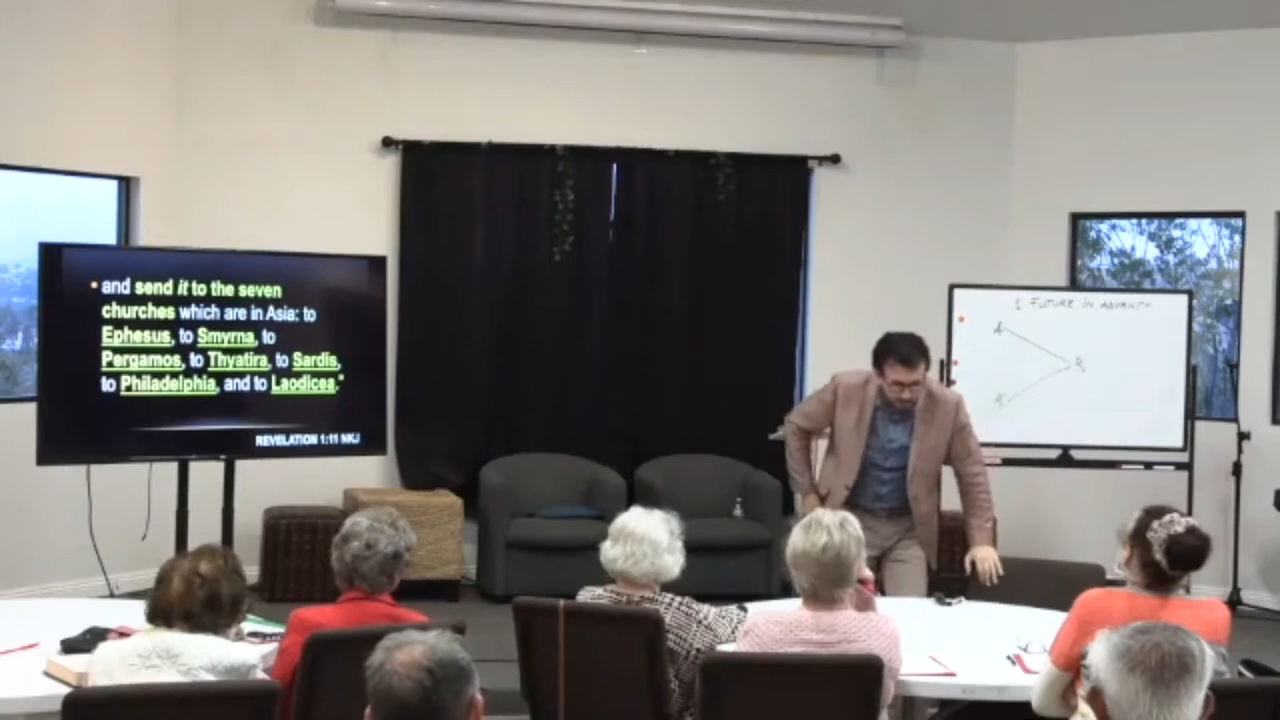 • and send it to the seven
churches which are in Asia: to
Ephesus, to Smyrna, to
Pergamos, to Thyatira, to Sardis,
to Philadelphia, and to Laodicea."
REVELATION 1:11 NKJ
FUTURE IN
A
B